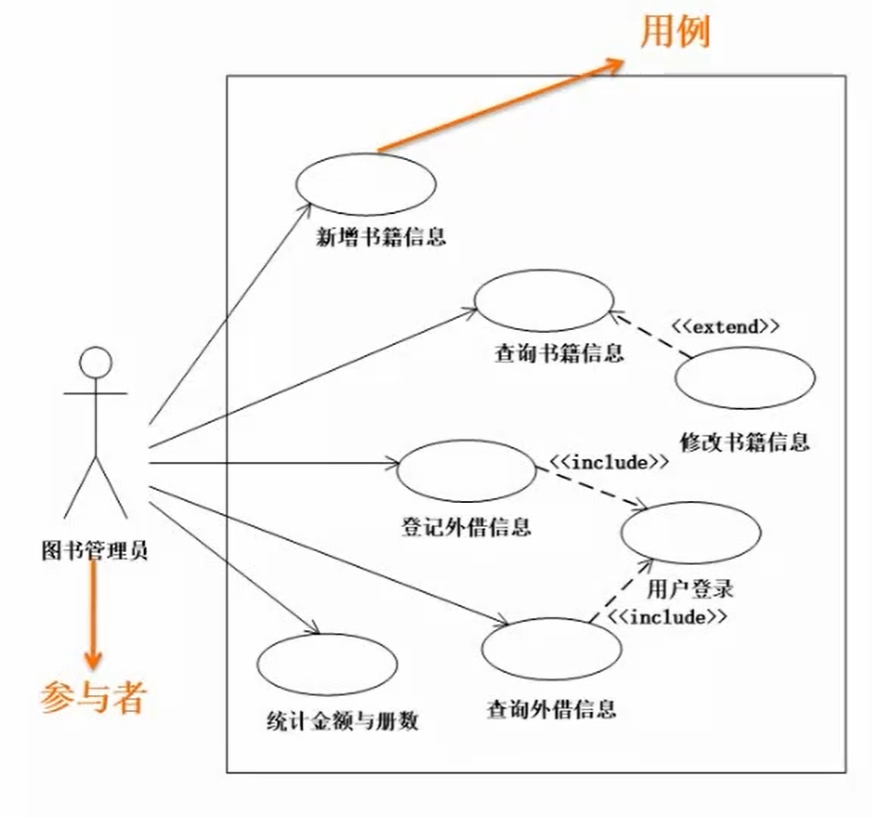 用例
新增书籍信息
<<extend>>
查询书籍信息
修改书籍信息
<<include>>
登记外借信息
图书管理员
用户登录
<<include>>
参与者
查询外借信息
统计金额与册数